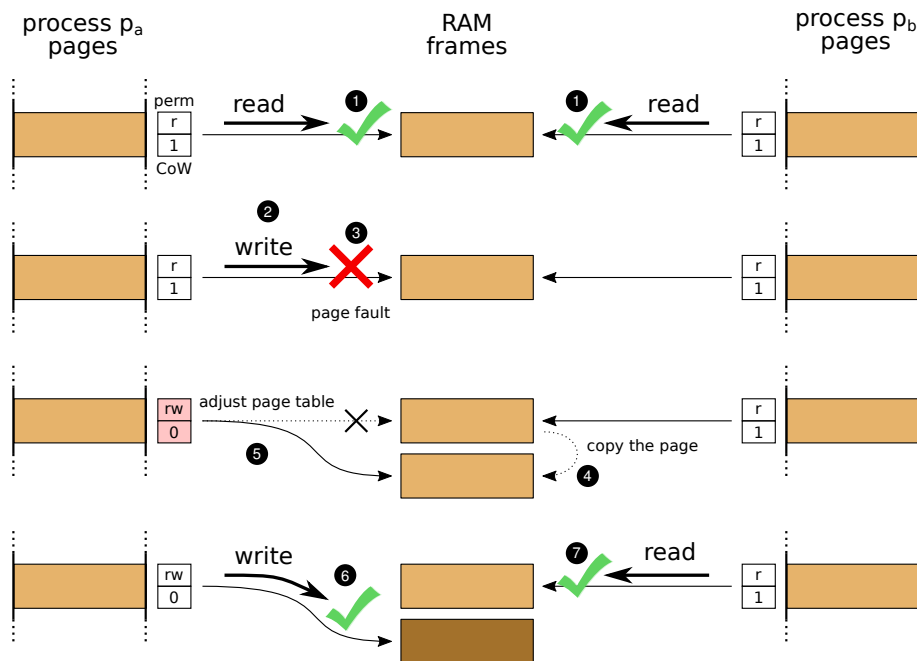 process pa
pages
RAM
frames
process pb
pages
perm
r
1
CoW
read
1
1
read
r
1
2
write
3
r
1
page fault
r
1
rw
0
adjust page table
5
copy the page
4
r
1
rw
0
write
6
7
read
r
1